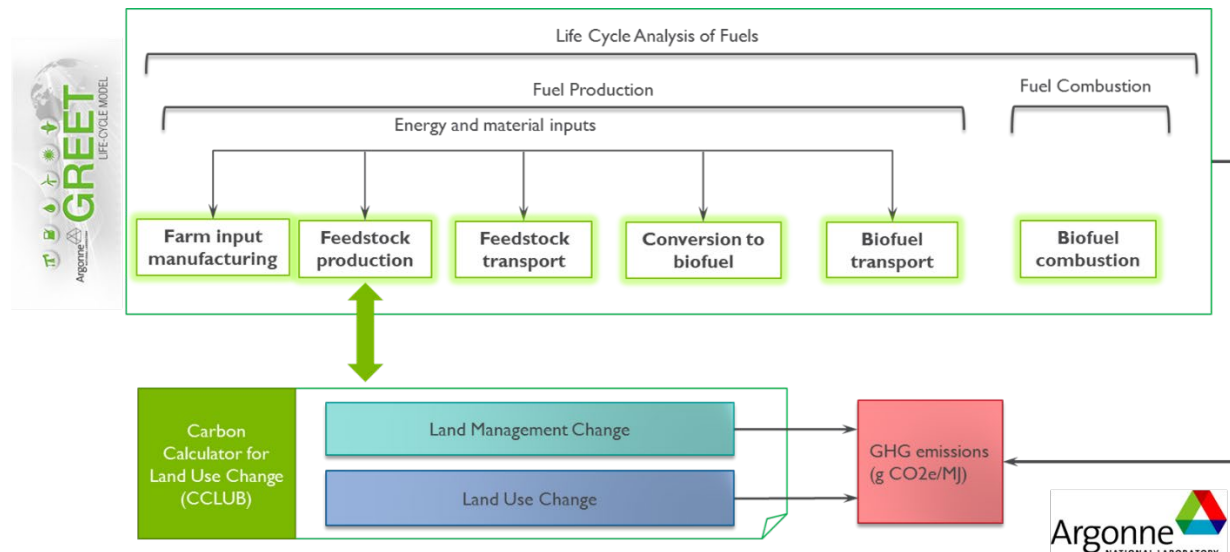 Life Cycle Analysis of Fuels
Fuel Production
Fuel Combustion
Energy and material inputs
Argonne
GREET
LIFE-CYCLE MODEL
Farm input
manufacturing
Feedstock
production
Feedstock
transport
Conversion to
biofuel
Biofuel
transport
Biofuel
combustion
Carbon
Calculator for
Land Use Change
(CCLUB)
Land Management Change
Land Use Change
GHG emissions
(g CO2e/MJ)
Argonne
NATIONAL LABORATORY